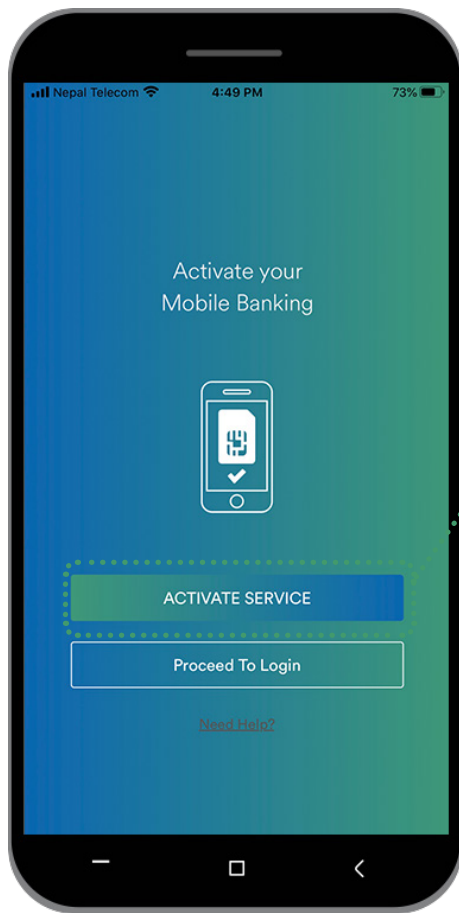 Nepal Telecom 4:49 PM 73%
Activate your
Mobile Banking
ACTIVATE SERVICE
Proceed To Login
Need Help?